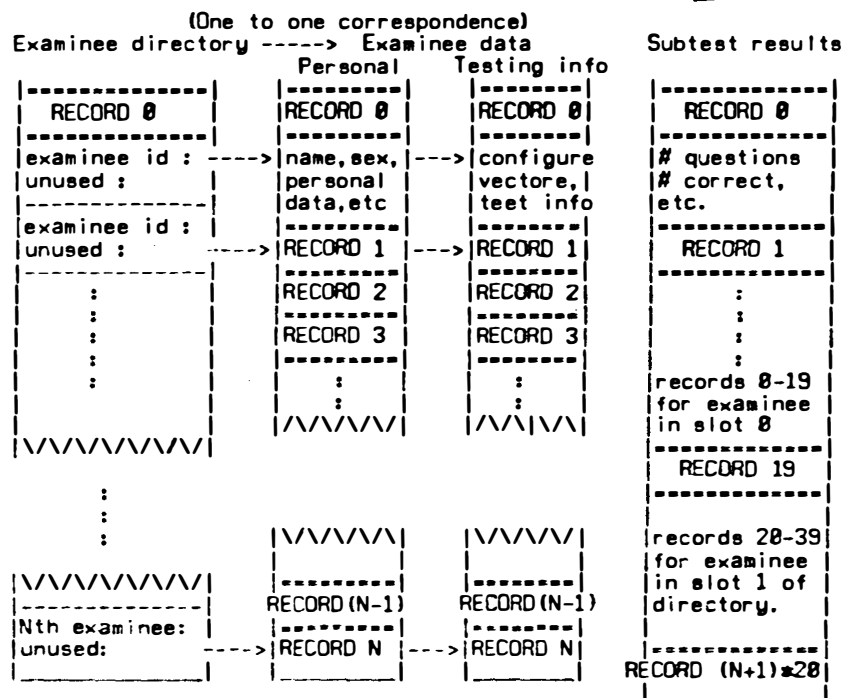 (One to one correspondence)
Examinee directory -----> Examinee data Subtest results
Personal Testing info
RECORD 0 RECORD 0 RECORD 0 RECORD 0
examinee id : ----> name,sex, ---> configure # questions
unused : personal vectore, # correct,
data,etc teet info etc.
examinee id :
unused : ----> RECORD 1 ---> RECORD 1 RECORD 1
: RECORD 2 RECORD 2 :
: :
: RECORD 3 RECORD 3 :
: :
: : : records 0-19
: : for examinee
in slot 0
RECORD 19
:
:
: records 20-39
for examinee
in slot 1 of
RECORD(N-1) RECORD(N-1) directory.
Nth examinee:
unused: ----> RECORD N ---> RECORD N
RECORD (N+1)*20